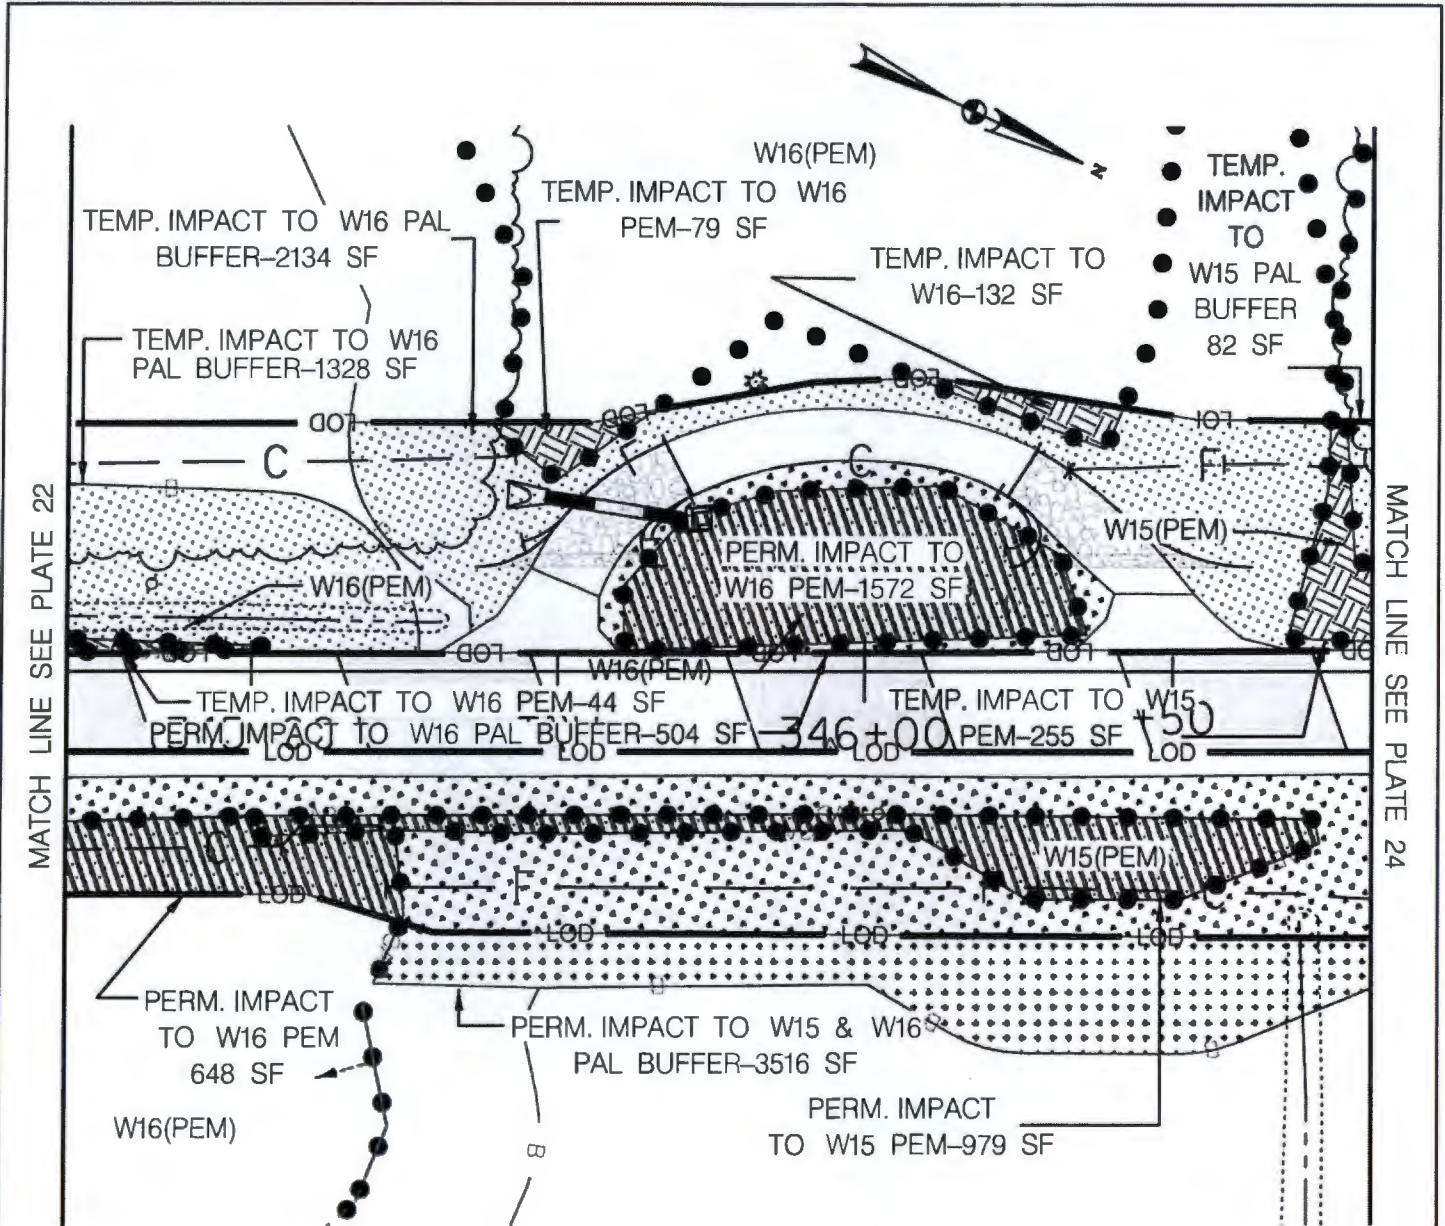 W16(PEM)
N
TEMP. IMPACT TO W16
PEM–79 SF
TEMP.
IMPACT
TO
W15 PAL
BUFFER
82 SF
TEMP. IMPACT TO W16 PAL
BUFFER–2134 SF
TEMP. IMPACT TO
W16–132 SF
TEMP. IMPACT TO W16
PAL BUFFER–1328 SF
LOD
LOD
LOD
C
C
F
MATCH LINE SEE PLATE 22
MATCH LINE SEE PLATE 24
W15(PEM)
PERM. IMPACT TO
W16 PEM–1572 SF
W16(PEM)
LOD
LOD
LOD
LOD
W16(PEM)
TEMP. IMPACT TO W16 PEM–44 SF
TEMP. IMPACT TO W15
PEM–255 SF
PERM. IMPACT TO W16 PAL BUFFER–504 SF
346+00
+50
LOD
LOD
LOD
LOD
C
W15(PEM)
F
C
LOD
LOD
LOD
LOD
PERM. IMPACT
TO W16 PEM
648 SF
PERM. IMPACT TO W15 & W16
PAL BUFFER–3516 SF
PERM. IMPACT
TO W15 PEM–979 SF
W16(PEM)
B